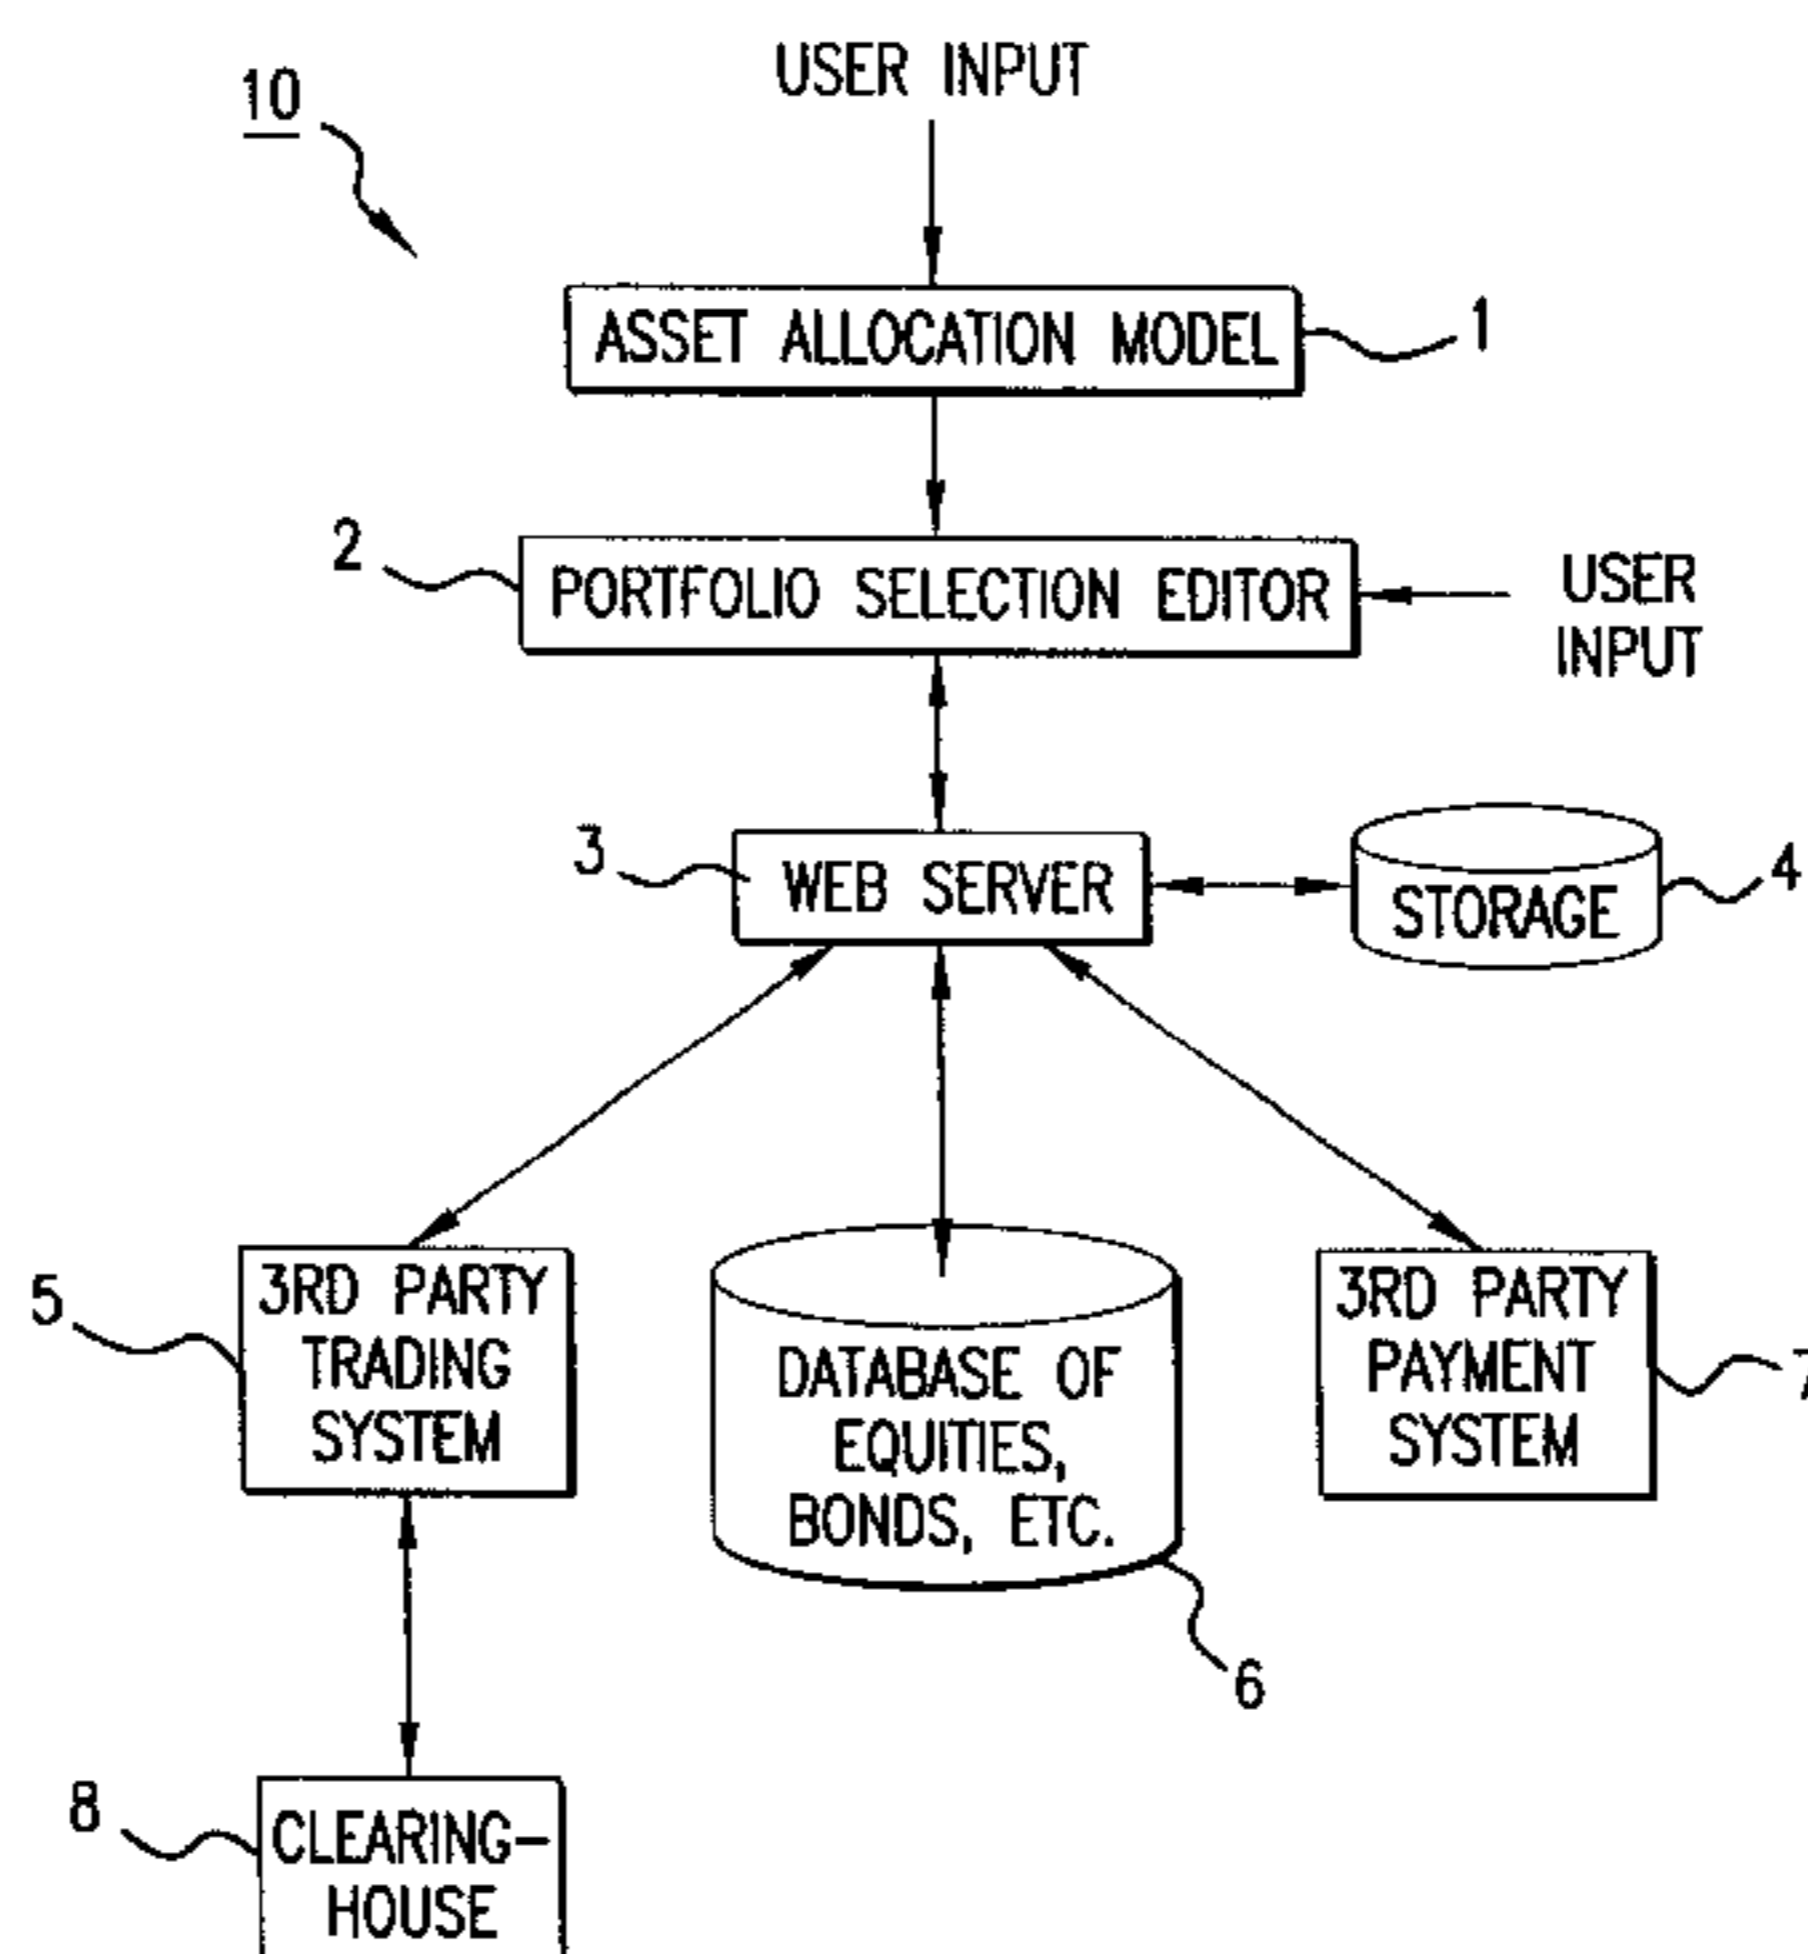 USER INPUT
10
ASSET ALLOCATION MODEL
1
2
PORTFOLIO SELECTION EDITOR
USER
INPUT
3
WEB SERVER
STORAGE
4
5
3RD PARTY
TRADING
SYSTEM
DATABASE OF
EQUITIES,
BONDS, ETC.
6
3RD PARTY
PAYMENT
SYSTEM
7
8
CLEARING-
HOUSE